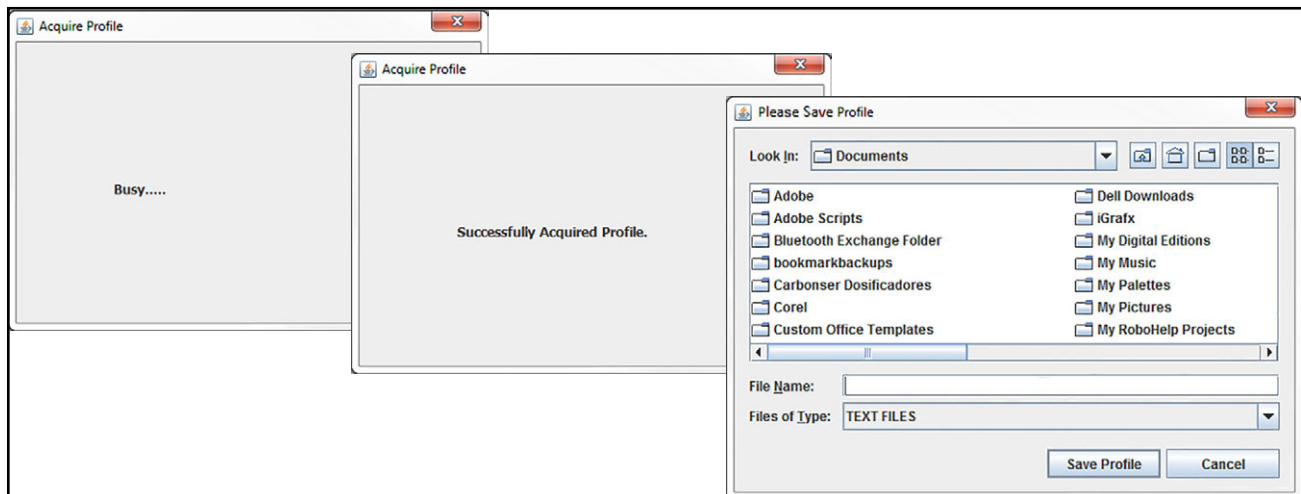 Acquire Profile
Busy.....
Acquire Profile
Successfully Acquired Profile.
Please Save Profile
Look In: Documents
Adobe
Dell Downloads
Adobe Scripts
iGrafx
Bluetooth Exchange Folder
My Digital Editions
bookmarkbackups
My Music
Carbonser Dosificadores
My Palettes
Corel
My Pictures
Custom Office Templates
My RoboHelp Projects
File Name:
Files of Type: TEXT FILES
Save Profile Cancel